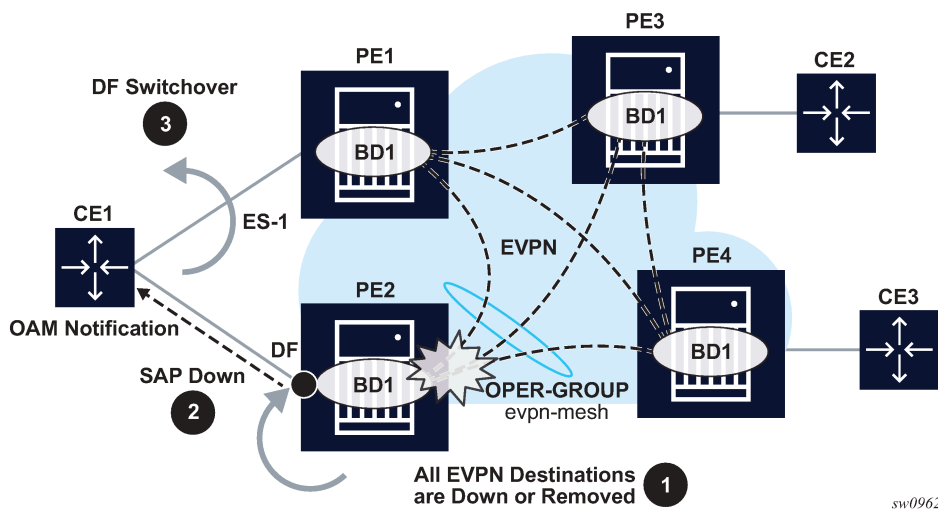 PE3
PE1
CE2
DF Switchover
3
BD1
BD1
CE1
ES-1
EVPN
PE4
PE2
CE3
OAM Notification
DF
SAP Down
BD1
BD1
2
OPER-GROUP
evpn-mesh
All EVPN Destinations
are Down or Removed
1
sw0962